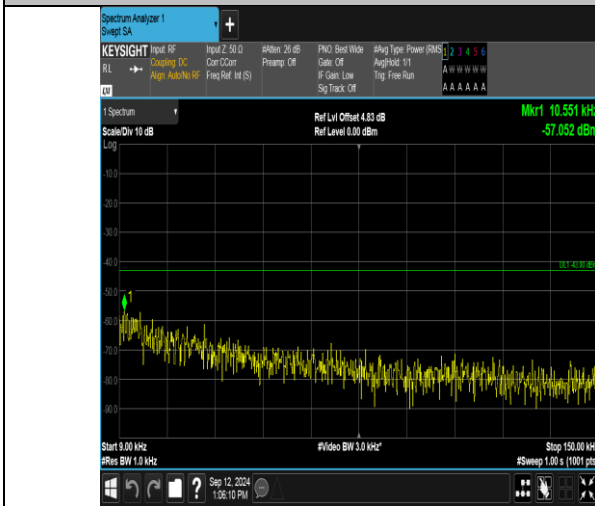 Spectrum Analyzer 1
Swept SA
+
KEYSIGHT
RL
Input: RF
Coupling: DC
Align: Auto/No RF
Input Z: 50 Ω
Corr CCorr
Freq Ref: Int (S)
#Atten: 26 dB
Preamp: Off
PNO: Best Wide
Gate: Off
IF Gain: Low
Sig Track: Off
#Avg Type: Power (RMS
Avg|Hold: 1/1
Trig: Free Run
1 2 3 4 5 6
A W W W W W
A A A A A A
1 Spectrum
Scale/Div 10 dB
Ref Lvl Offset 4.83 dB
Ref Level 0.00 dBm
Mkr1 10.551 kHz
-57.052 dBm
Log
-10.0
-20.0
-30.0
-40.0
DL1 -43.00 dBm
-50.0
1
-60.0
-70.0
-80.0
-90.0
Start 9.00 kHz
#Video BW 3.0 kHz*
Stop 150.00 kHz
#Res BW 1.0 kHz
#Sweep 1.00 s (1001 pts
?
Sep 12, 2024
1:06:10 PM